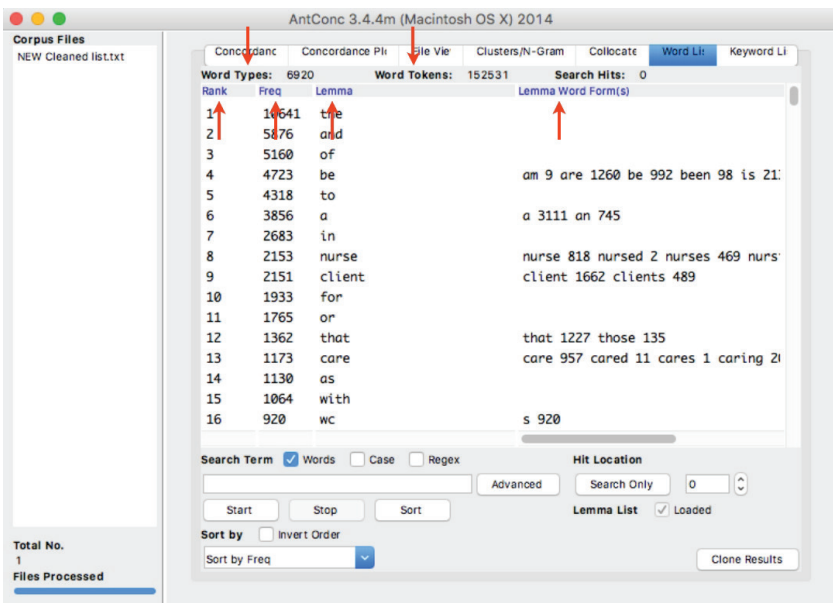 AntConc 3.4.4m (Macintosh OS X) 2014
Corpus Files
NEW Cleaned list.txt
Concordanc Concordance Pl File Vie Clusters/N-Gram Collocate Word Li Keyword Li
Word Types: 6920 Word Tokens: 152531 Search Hits: 0
Rank Freq Lemma Lemma Word Form(s)
1 10641 the
2 5876 and
3 5160 of
4 4723 be am 9 are 1260 be 992 been 98 is 21
5 4318 to
6 3856 a a 3111 an 745
7 2683 in
8 2153 nurse nurse 818 nursed 2 nurses 469 nurs
9 2151 client client 1662 clients 489
10 1933 for
11 1765 or
12 1362 that that 1227 those 135
13 1173 care care 957 cared 11 cares 1 caring 2
14 1130 as
15 1064 with
16 920 wc s 920
Search Term Words Case Regex Hit Location
Advanced Search Only 0
Start Stop Sort Lemma List Loaded
Sort by Invert Order
Sort by Freq Clone Results
Total No.
1
Files Processed